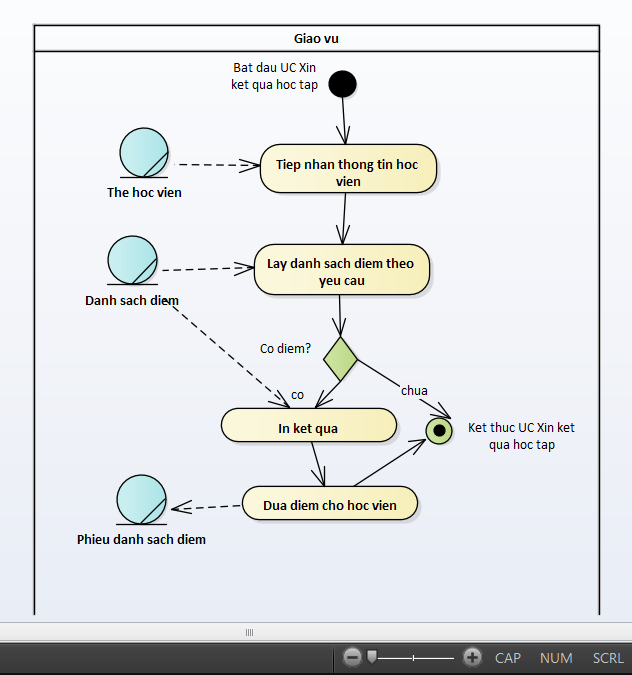 Giao vu
Bat dau UC Xin
ket qua hoc tap
Tiep nhan thong tin hoc
vien
The hoc vien
Lay danh sach diem theo
yeu cau
Danh sach diem
Co diem?
co
chua
In ket qua
Ket thuc UC Xin ket
qua hoc tap
Dua diem cho hoc vien
Phieu danh sach diem
CAP NUM SCRL